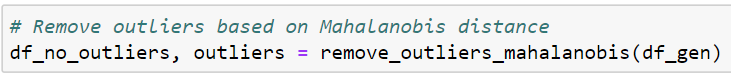 # Remove outliers based on Mahalanobis distance
df_no_outliers, outliers = remove_outliers_mahalanobis(df_gen)